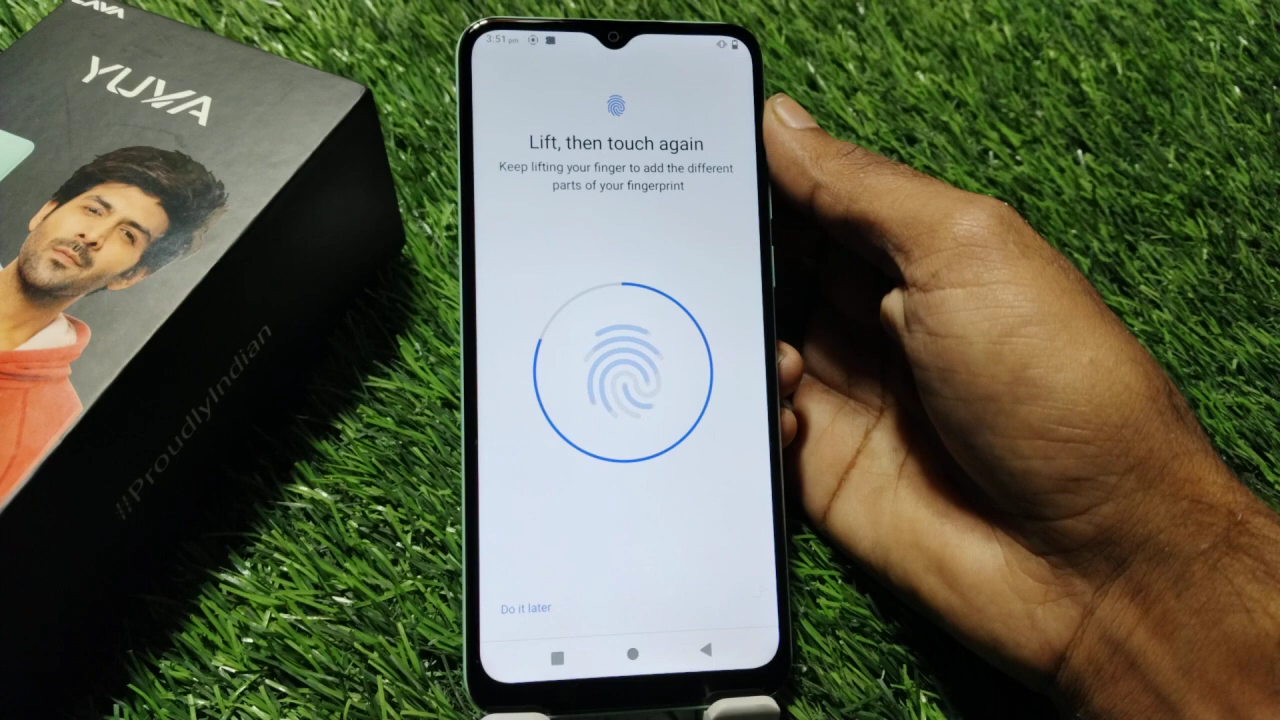 LAVA
YUVA
#ProudlyIndian
3:51 pm
Lift, then touch again
Keep lifting your finger to add the different
parts of your fingerprint
Do it later